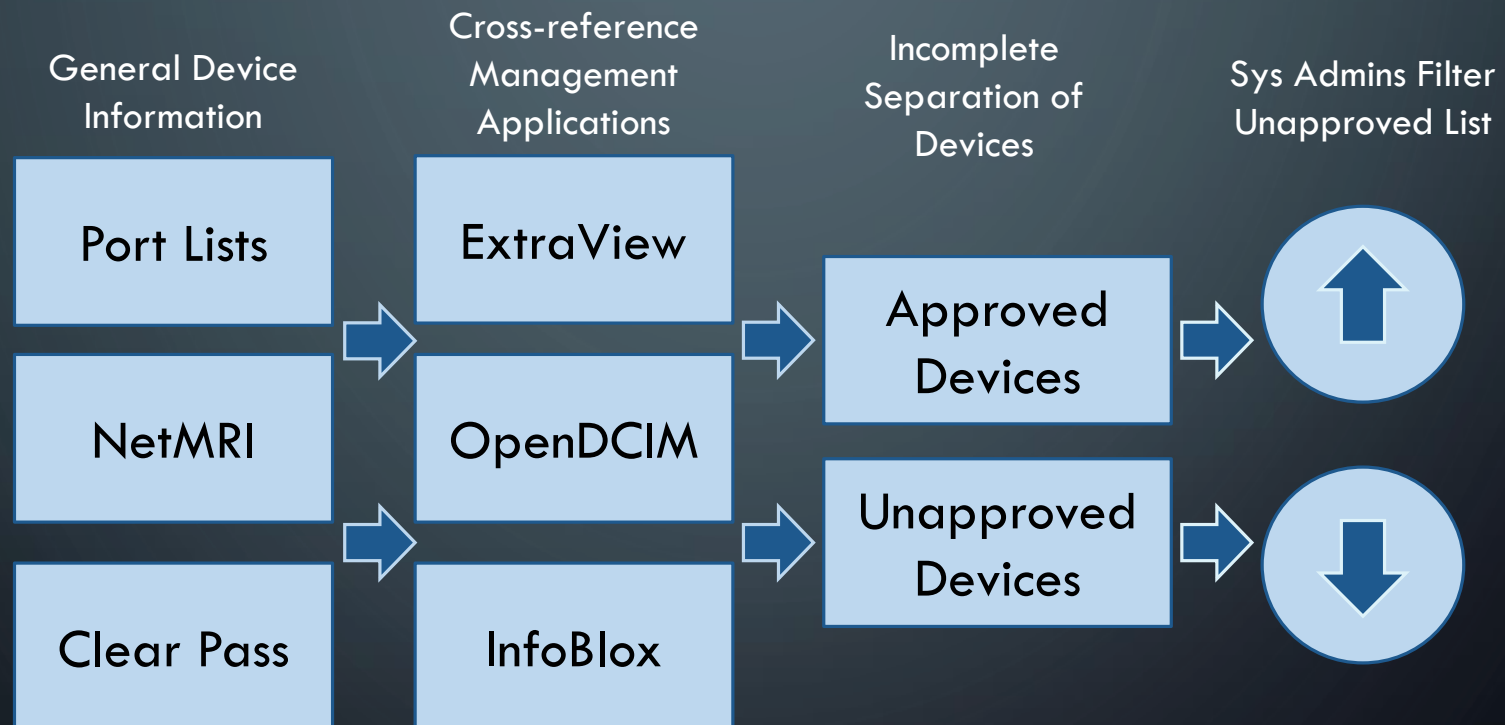 General Device
Information
Port Lists
NetMRI
Clear Pass
Cross-reference
Management
Applications
ExtraView
OpenDCIM
InfoBlox
Incomplete
Separation of
Devices
Approved
Devices
Unapproved
Devices
Sys Admins Filter
Unapproved List